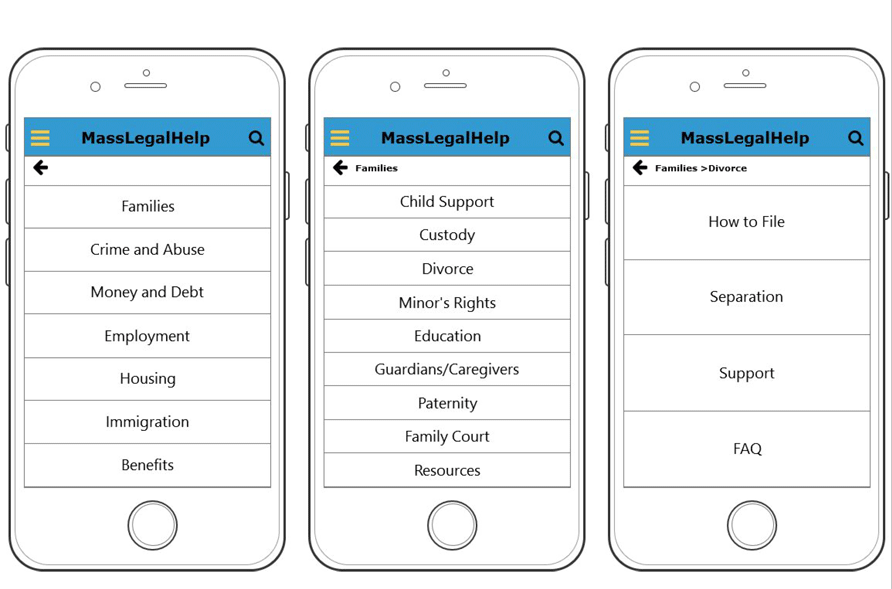 MassLegalHelp
Families
Crime and Abuse
Money and Debt
Employment
Housing
Immigration
Benefits
MassLegalHelp
Families
Child Support
Custody
Divorce
Minor's Rights
Education
Guardians/Caregivers
Paternity
Family Court
Resources
MassLegalHelp
Families >Divorce
How to File
Separation
Support
FAQ